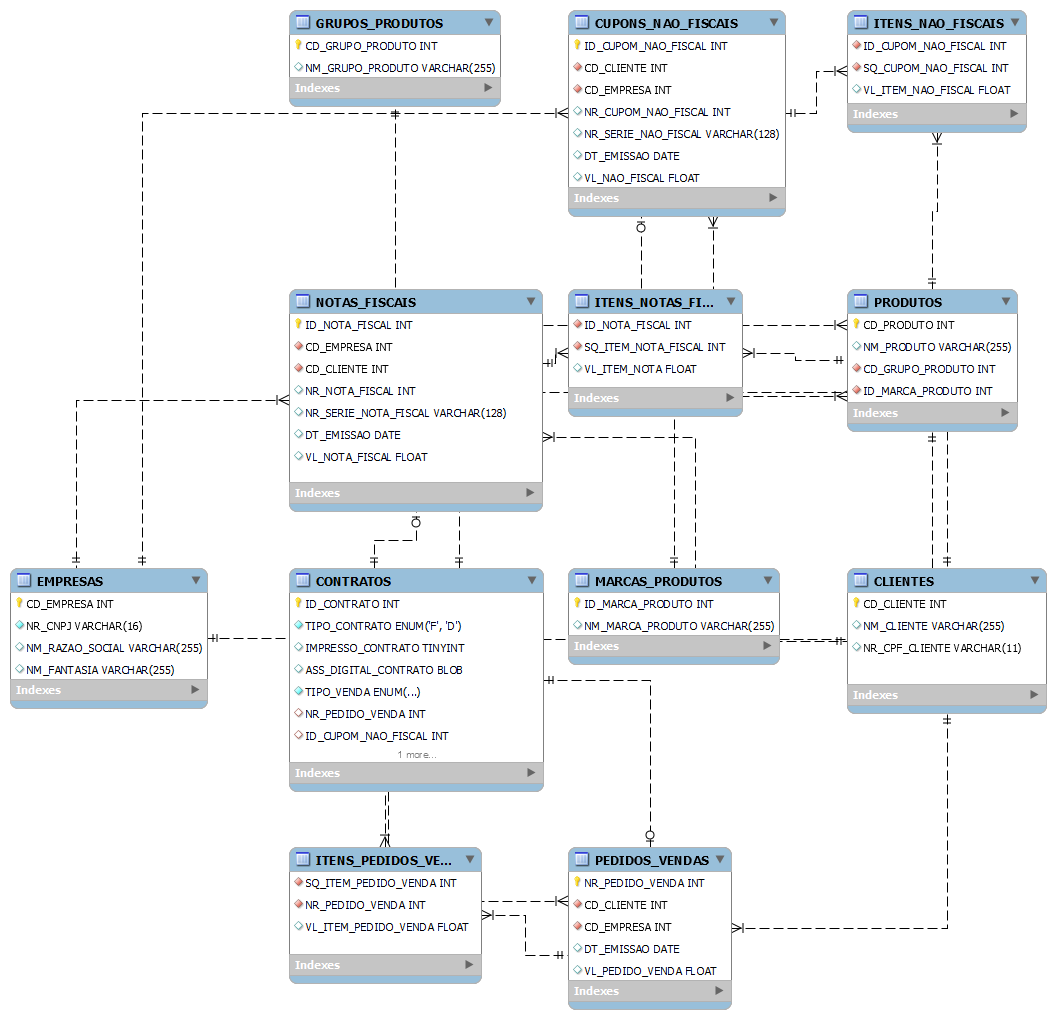 GRUPOS_PRODUTOS
CD_GRUPO_PRODUTO INT
NM_GRUPO_PRODUTO VARCHAR(255)
Indexes
CUPONS_NAO_FISCAIS
ID_CUPOM_NAO_FISCAL INT
CD_CLIENTE INT
CD_EMPRESA INT
NR_CUPOM_NAO_FISCAL INT
NR_SERIE_NAO_FISCAL VARCHAR(128)
DT_EMISSAO DATE
VL_NAO_FISCAL FLOAT
Indexes
ITENS_NAO_FISCAIS
ID_CUPOM_NAO_FISCAL INT
SQ_CUPOM_NAO_FISCAL INT
VL_ITEM_NAO_FISCAL FLOAT
Indexes
NOTAS_FISCAIS
ID_NOTA_FISCAL INT
CD_EMPRESA INT
CD_CLIENTE INT
NR_NOTA_FISCAL INT
NR_SERIE_NOTA_FISCAL VARCHAR(128)
DT_EMISSAO DATE
VL_NOTA_FISCAL FLOAT
Indexes
ITENS_NOTAS_FI...
ID_NOTA_FISCAL INT
SQ_ITEM_NOTA_FISCAL INT
VL_ITEM_NOTA FLOAT
Indexes
PRODUTOS
CD_PRODUTO INT
NM_PRODUTO VARCHAR(255)
CD_GRUPO_PRODUTO INT
ID_MARCA_PRODUTO INT
Indexes
EMPRESAS
CD_EMPRESA INT
NR_CNPJ VARCHAR(16)
NM_RAZAO_SOCIAL VARCHAR(255)
NM_FANTASIA VARCHAR(255)
Indexes
CONTRATOS
ID_CONTRATO INT
TIPO_CONTRATO ENUM('F', 'D')
IMPRESSO_CONTRATO TINYINT
ASS_DIGITAL_CONTRATO BLOB
TIPO_VENDA ENUM(...)
NR_PEDIDO_VENDA INT
ID_CUPOM_NAO_FISCAL INT
1 more...
Indexes
MARCAS_PRODUTOS
ID_MARCA_PRODUTO INT
NM_MARCA_PRODUTO VARCHAR(255)
Indexes
CLIENTES
CD_CLIENTE INT
NM_CLIENTE VARCHAR(255)
NR_CPF_CLIENTE VARCHAR(11)
Indexes
ITENS_PEDIDOS_VE...
SQ_ITEM_PEDIDO_VENDA INT
NR_PEDIDO_VENDA INT
VL_ITEM_PEDIDO_VENDA FLOAT
Indexes
PEDIDOS_VENDAS
NR_PEDIDO_VENDA INT
CD_CLIENTE INT
CD_EMPRESA INT
DT_EMISSAO DATE
VL_PEDIDO_VENDA FLOAT
Indexes